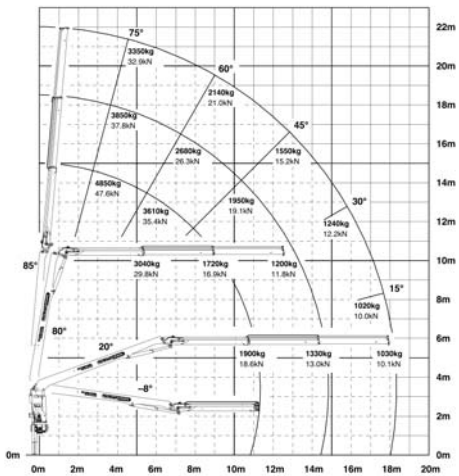 22m
75°
3350kg
32.9kN
20m
60°
2140kg
21.0kN
18m
3850kg
37.8kN
45°
16m
2680kg
26.3kN
1550kg
15.2kN
14m
4850kg
47.6kN
1950kg
19.1kN
30°
3610kg
35.4kN
12m
1240kg
12.2kN
10m
85°
3040kg
29.8kN
1720kg
16.9kN
1200kg
11.8kN
15°
8m
1020kg
10.0kN
80°
6m
20°
1900kg
18.6kN
1330kg
13.0kN
1030kg
10.1kN
4m
–8°
2m
0m
0m
0m 2m 4m 6m 8m 10m 12m 14m 16m 18m 20m